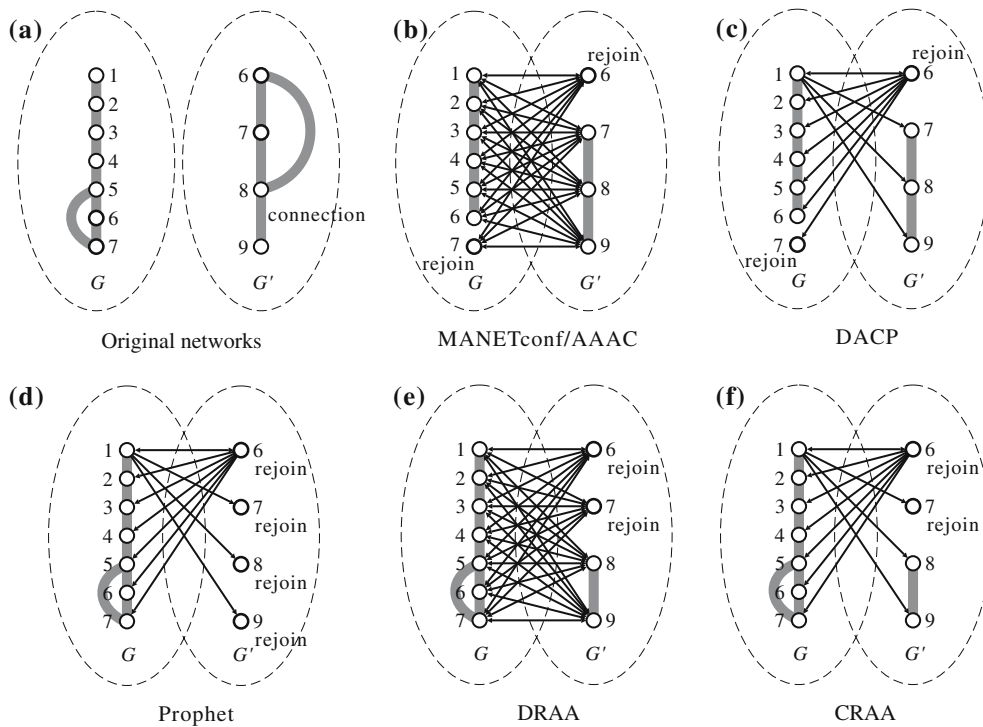 (a)
1
2
3
4
5
6
7
G
6
7
8
connection
9
G′
Original networks
(b)
1
2
3
4
5
6
7
rejoin
G
rejoin
6
7
8
9
G′
MANETconf/AAAC
(c)
1
2
3
4
5
6
7
rejoin
G
rejoin
6
7
8
9
G′
DACP
(d)
1
2
3
4
5
6
7
G
6
rejoin
7
rejoin
8
rejoin
9
rejoin
G′
Prophet
(e)
1
2
3
4
5
6
7
G
6
rejoin
7
rejoin
8
9
G′
DRAA
(f)
1
2
3
4
5
6
7
G
6
rejoin
7
rejoin
8
9
G′
CRAA